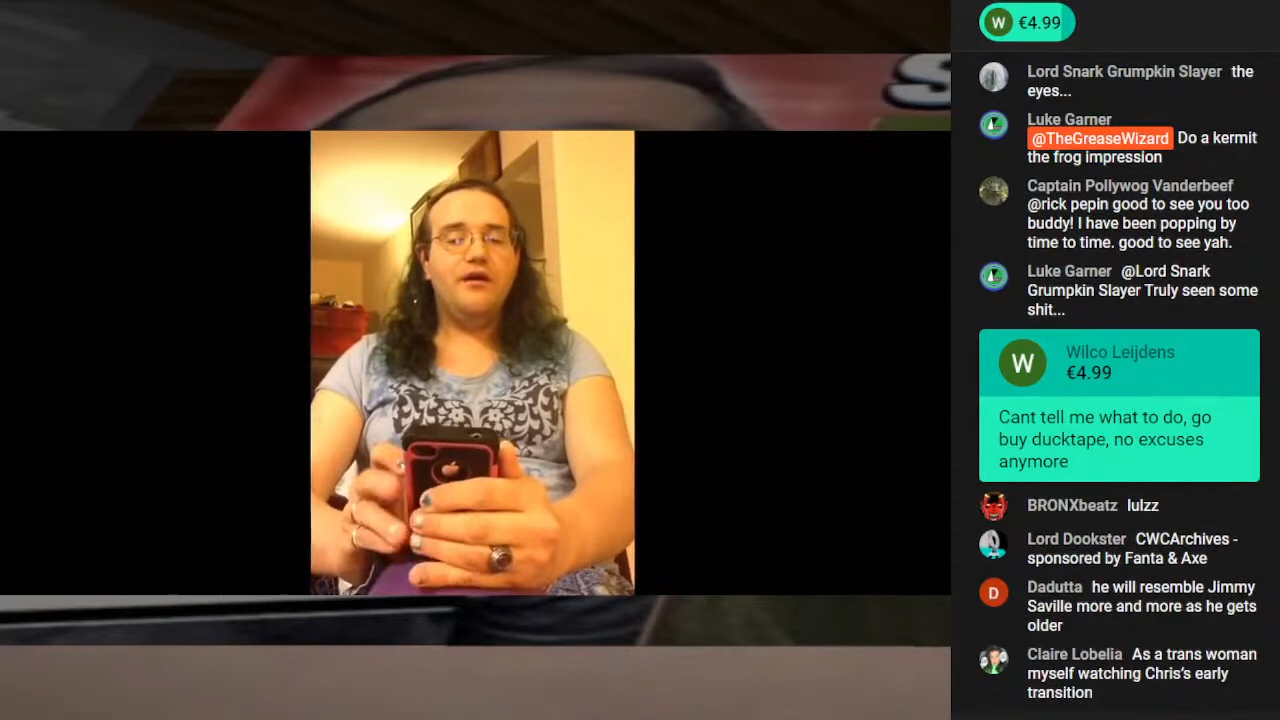 S
W €4.99
Lord Snark Grumpkin Slayer the
eyes...
Luke Garner
@TheGreaseWizard Do a kermit
the frog impression
Captain Pollywog Vanderbeef
@rick pepin good to see you too
buddy! I have been popping by
time to time. good to see yah.
Luke Garner @Lord Snark
Grumpkin Slayer Truly seen some
shit...
W Wilco Leijdens
€4.99
Cant tell me what to do, go
buy ducktape, no excuses
anymore
BRONXbeatz lulzz
Lord Dookster CWCArchives -
sponsored by Fanta & Axe
D Dadutta he will resemble Jimmy
Saville more and more as he gets
older
Claire Lobelia As a trans woman
myself watching Chris's early
transition